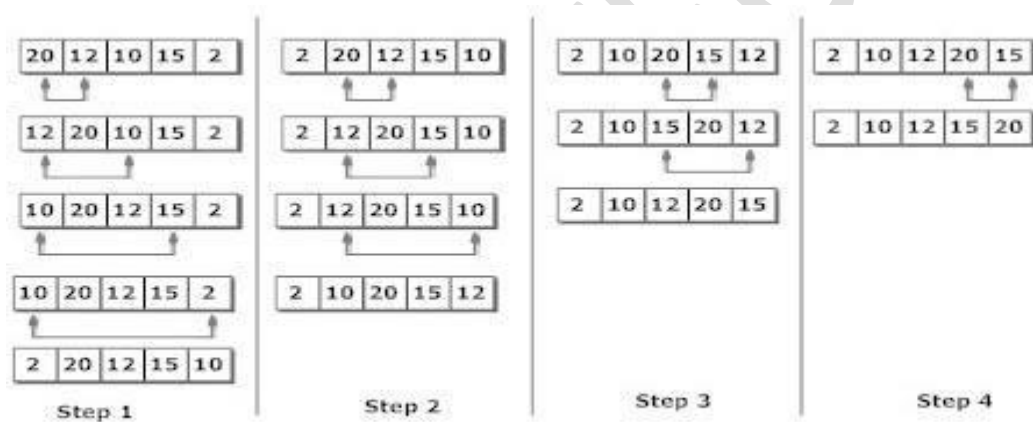 20 12 10 15 2
12 20 10 15 2
10 20 12 15 2
10 20 12 15 2
2 20 12 15 10
Step 1
2 20 12 15 10
2 12 20 15 10
2 12 20 15 10
2 10 20 15 12
Step 2
2 10 20 15 12
2 10 15 20 12
2 10 12 20 15
Step 3
2 10 12 20 15
2 10 12 15 20
Step 4